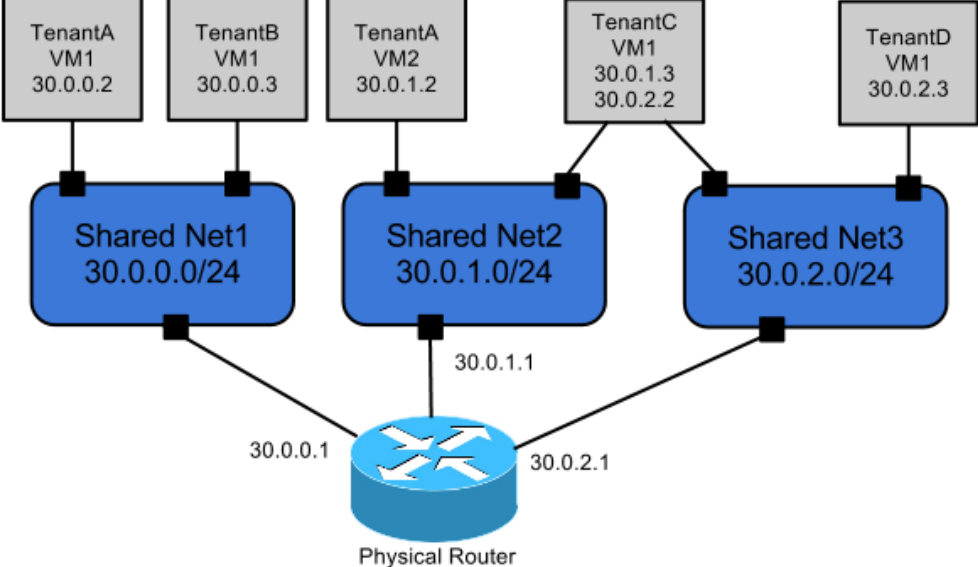 TenantA
VM1
30.0.0.2
TenantB
VM1
30.0.0.3
TenantA
VM2
30.0.1.2
TenantC
VM1
30.0.1.3
30.0.2.2
TenantD
VM1
30.0.2.3
Shared Net1
30.0.0.0/24
Shared Net2
30.0.1.0/24
Shared Net3
30.0.2.0/24
30.0.1.1
30.0.0.1
30.0.2.1
Physical Router